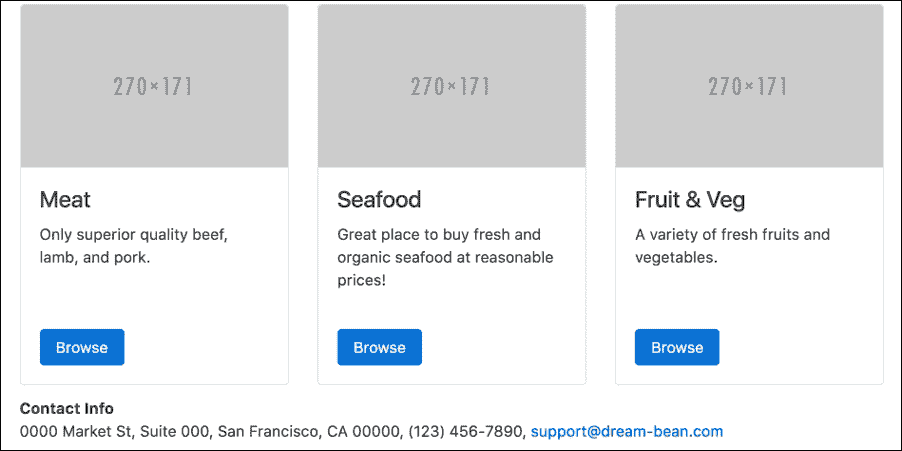 270×171
270×171
270×171
Meat
Only superior quality beef,
lamb, and pork.
Browse
Seafood
Great place to buy fresh and
organic seafood at reasonable
prices!
Browse
Fruit & Veg
A variety of fresh fruits and
vegetables.
Browse
Contact Info
0000 Market St, Suite 000, San Francisco, CA 00000, (123) 456-7890, support@dream-bean.com